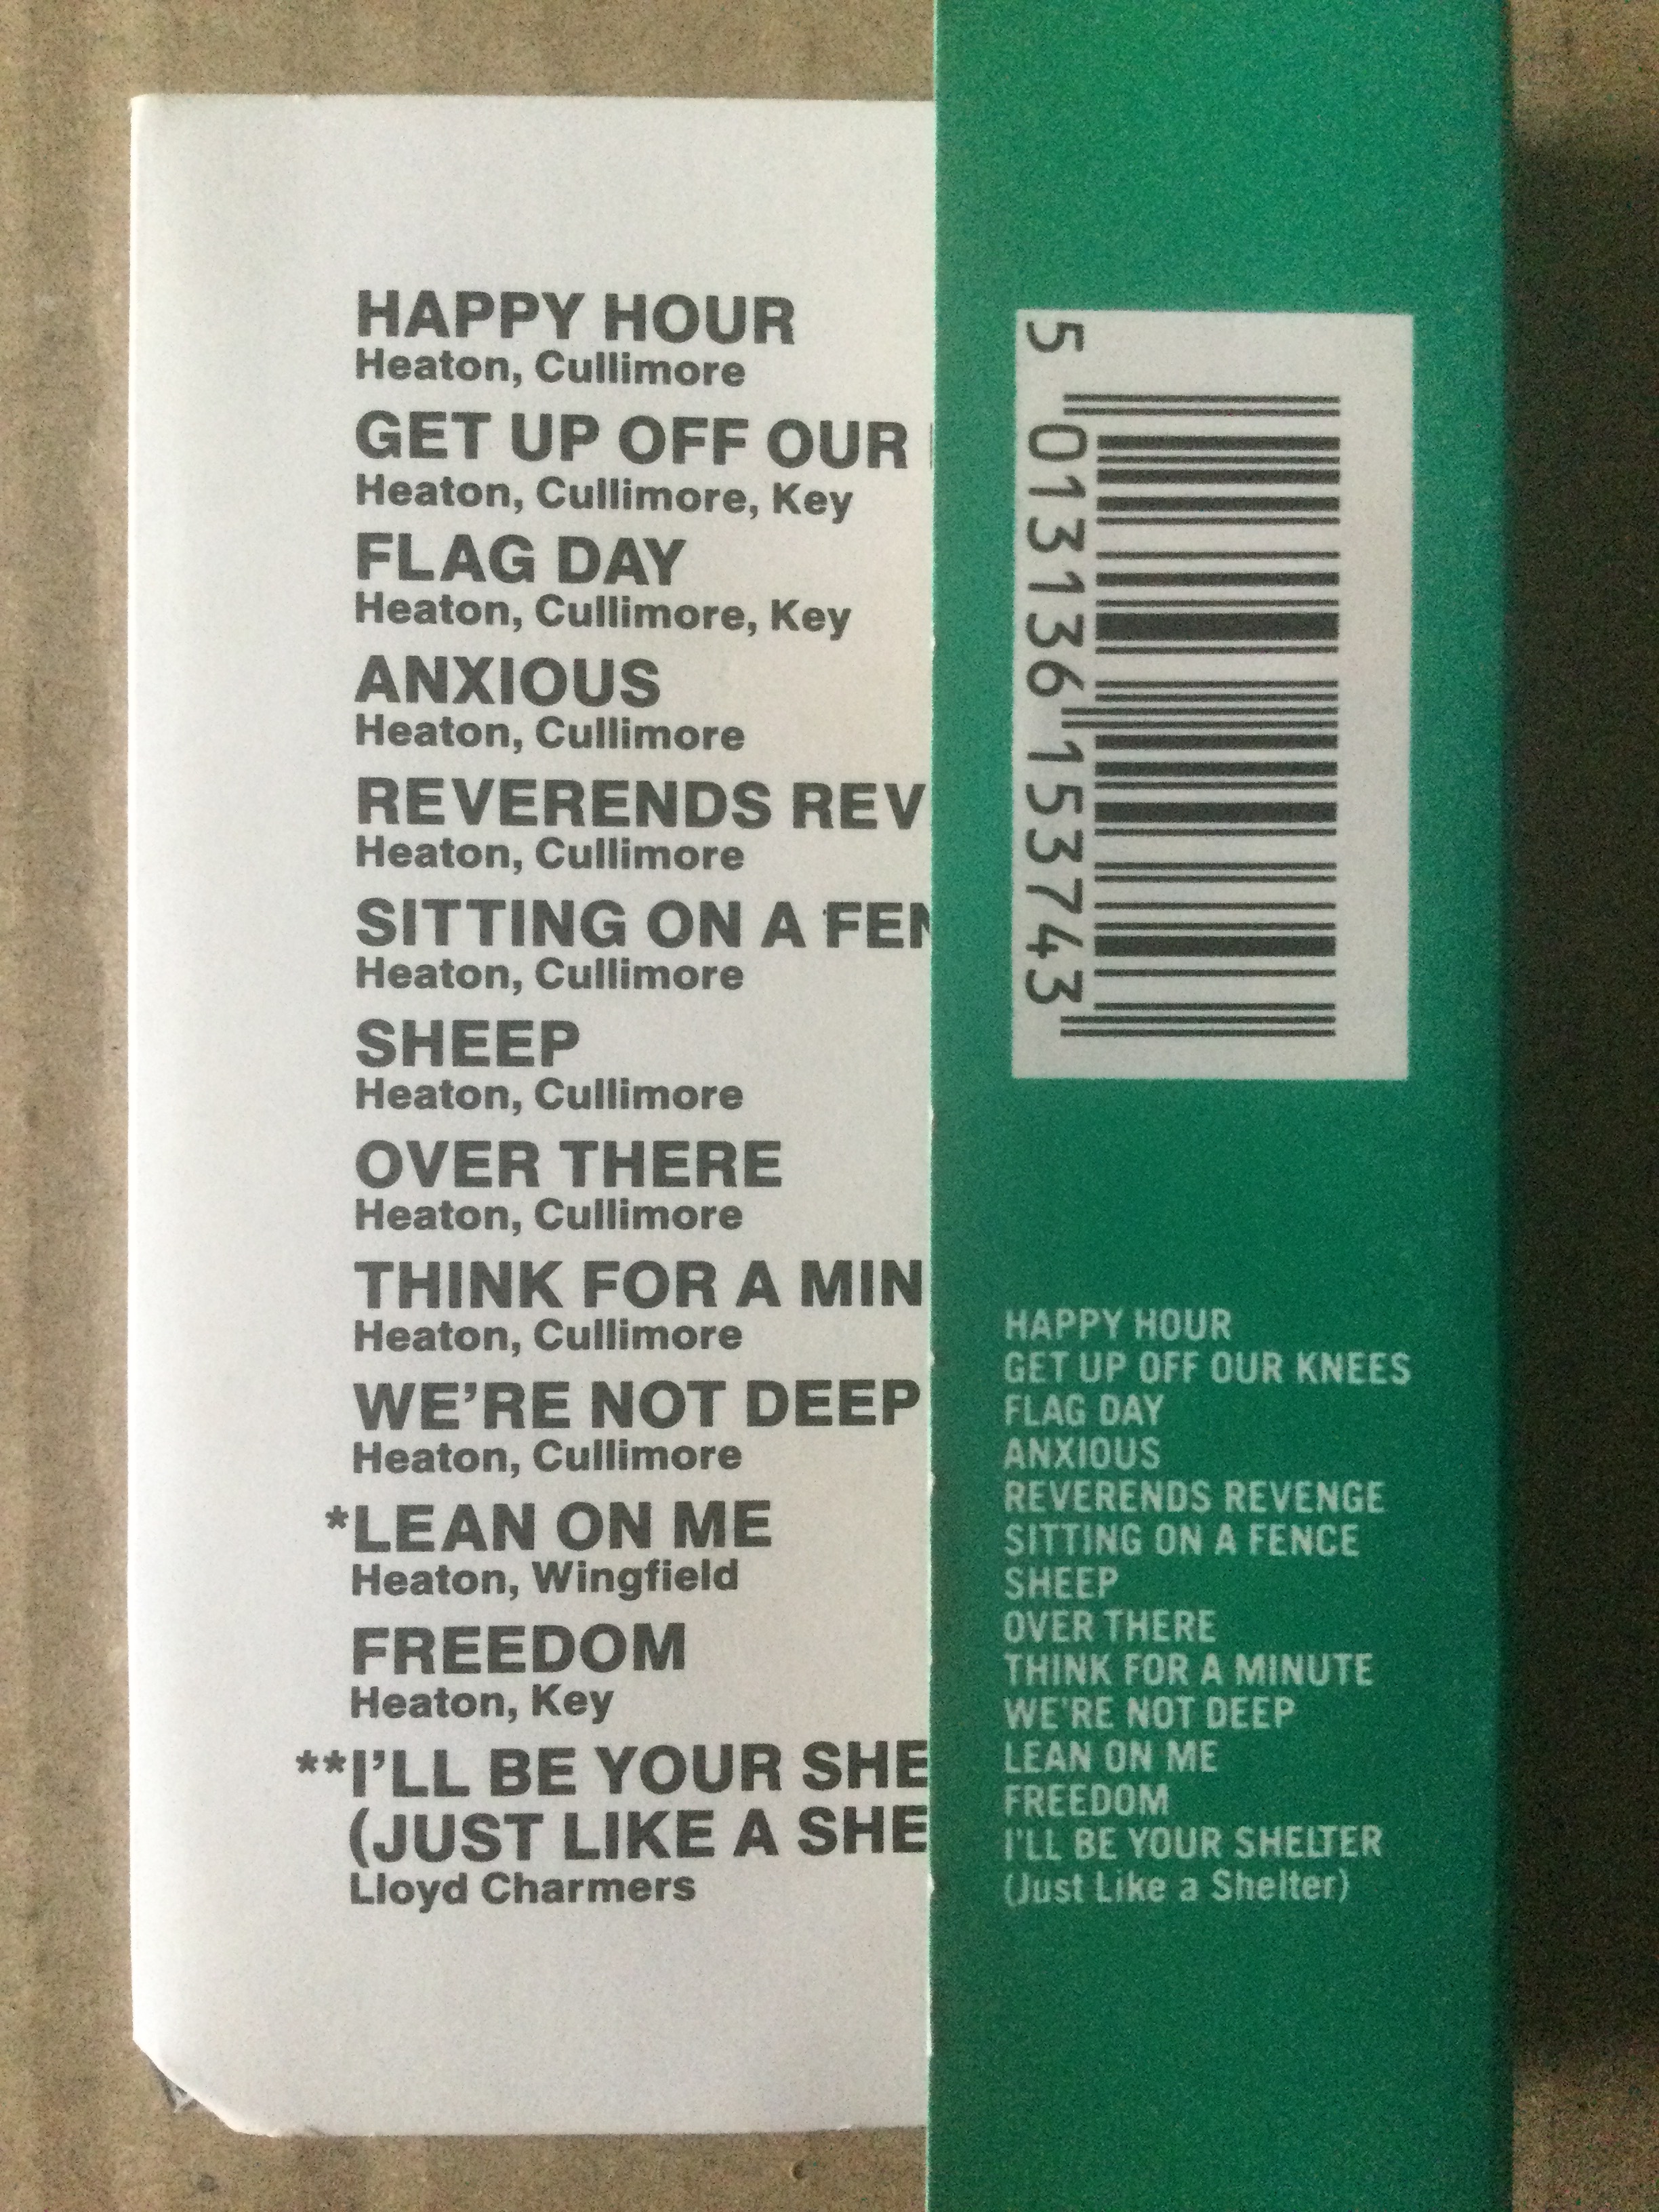 HAPPY HOUR
Heaton, Cullimore
GET UP OFF OUR
Heaton, Cullimore, Key
FLAG DAY
Heaton, Cullimore, Key
ANXIOUS
Heaton, Cullimore
REVERENDS REV
Heaton, Cullimore
SITTING ON A FEN
Heaton, Cullimore
SHEEP
Heaton, Cullimore
OVER THERE
Heaton, Cullimore
THINK FOR A MIN
Heaton, Cullimore
WE'RE NOT DEEP
Heaton, Cullimore
*LEAN ON ME
Heaton, Wingfield
FREEDOM
Heaton, Key
**I'LL BE YOUR SHE
(JUST LIKE A SHE
Lloyd Charmers
5 013136 153743
HAPPY HOUR
GET UP OFF OUR KNEES
FLAG DAY
ANXIOUS
REVERENDS REVENGE
SITTING ON A FENCE
SHEEP
OVER THERE
THINK FOR A MINUTE
WE'RE NOT DEEP
LEAN ON ME
FREEDOM
I'LL BE YOUR SHELTER
(Just Like a Shelter)